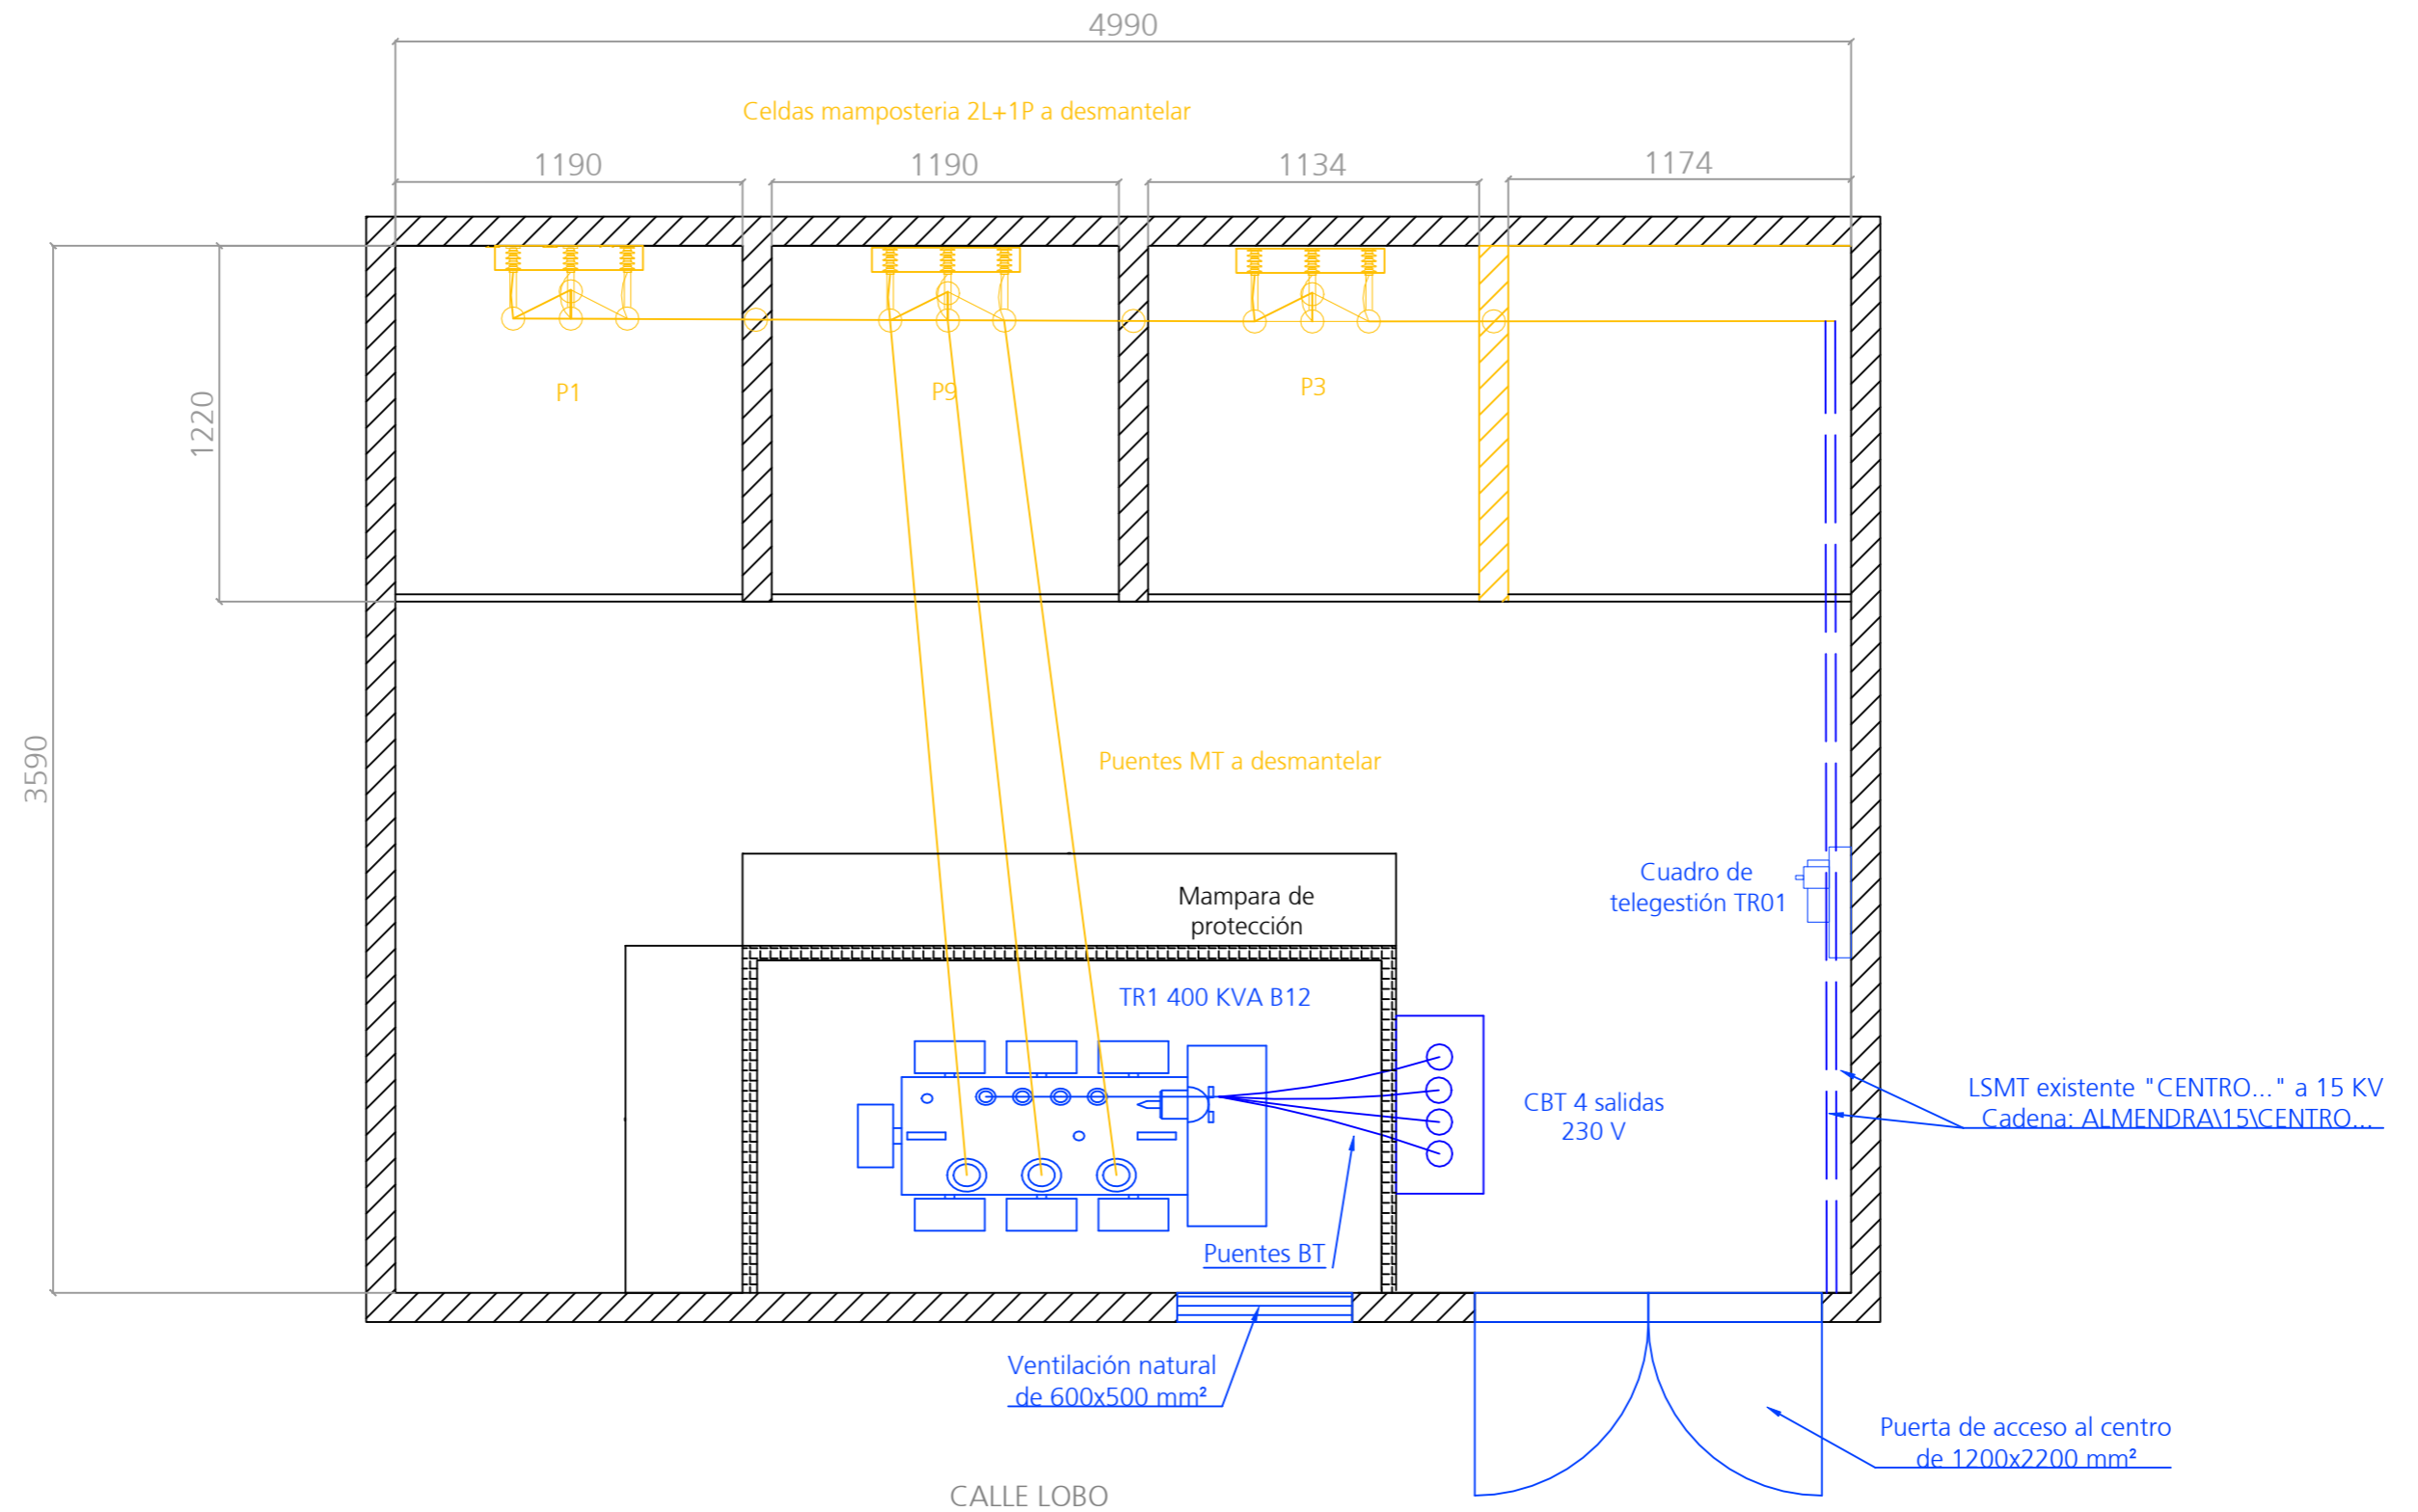 4990
Celdas mamposteria 2L+1P a desmantelar
1190
1190
1134
1174
1220
3590
P1
P9
P3
Puentes MT a desmantelar
Mampara de
protección
Cuadro de
telegestión TR01
TR1 400 KVA B12
CBT 4 salidas
230 V
LSMT existente "CENTRO..." a 15 KV
Cadena: ALMENDRA\15\CENTRO...
Puentes BT
Ventilación natural
de 600x500 mm²
Puerta de acceso al centro
de 1200x2200 mm²
CALLE LOBO